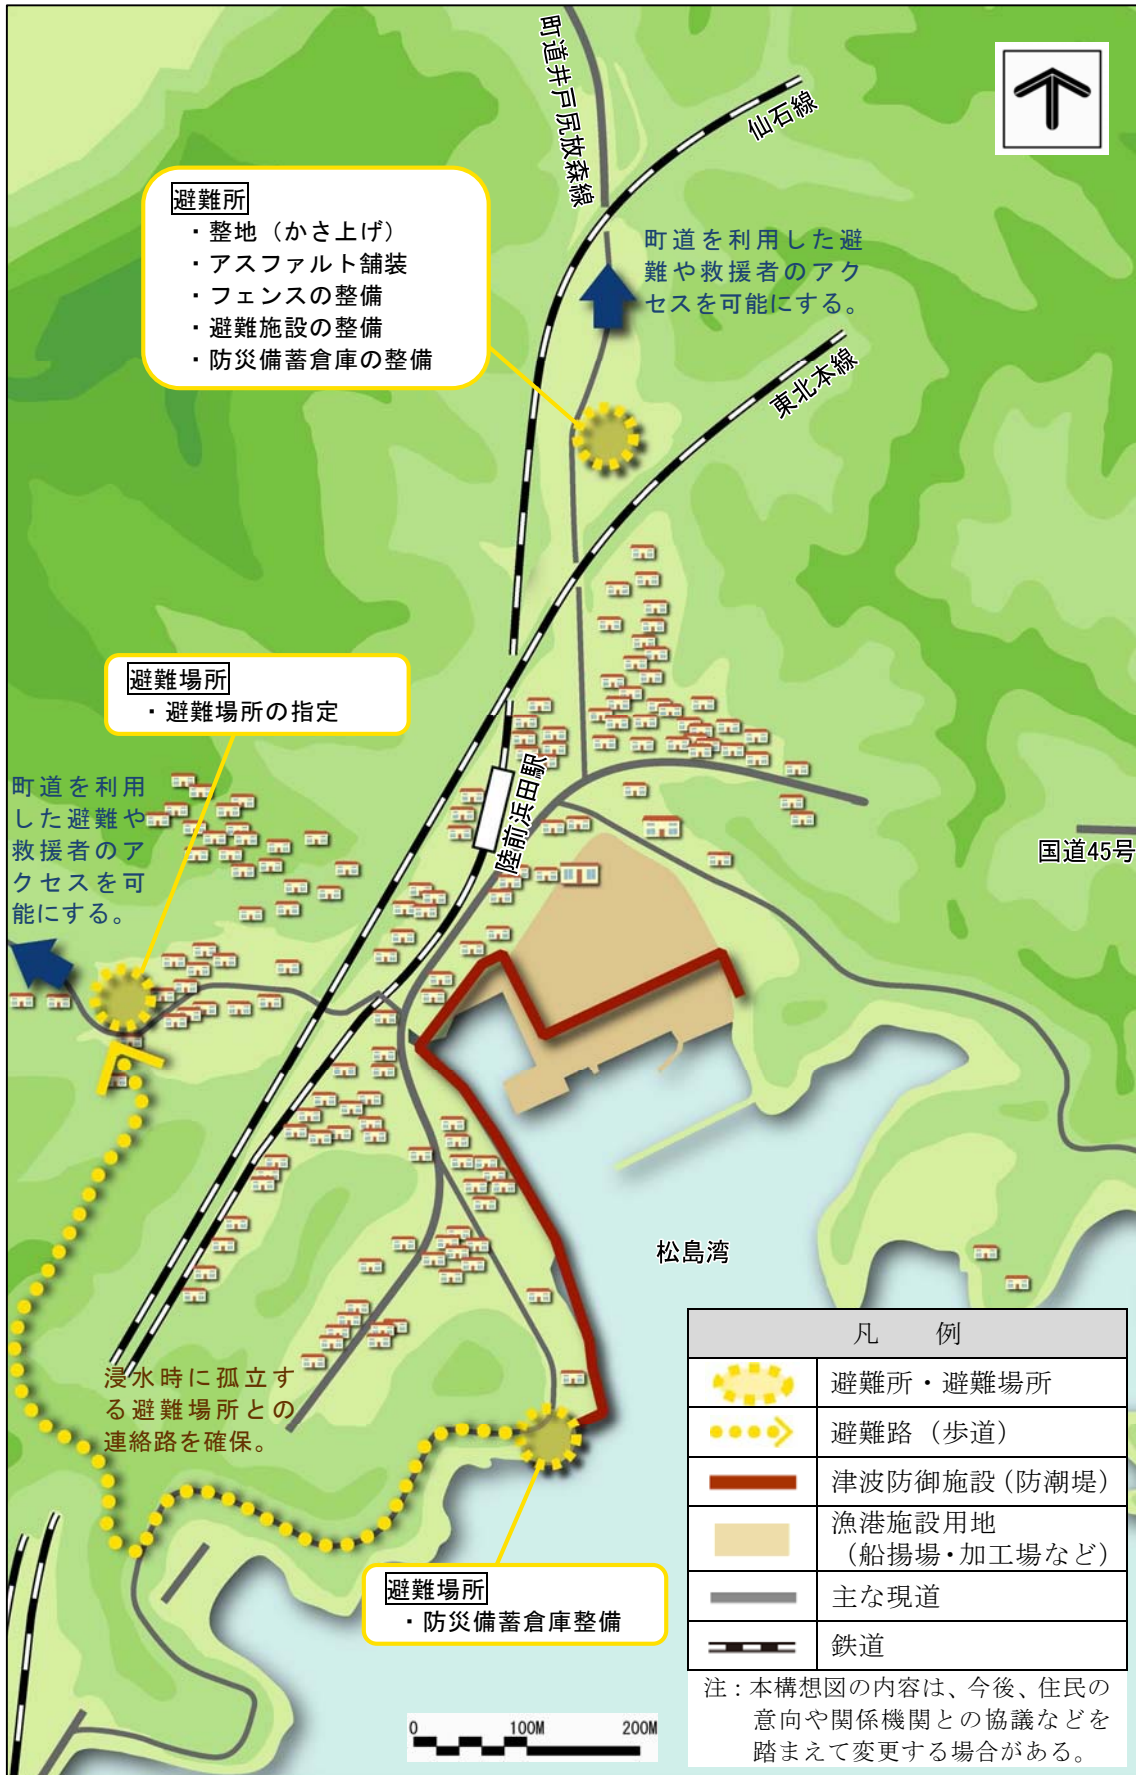 町道井戸尻放森線
仙石線
避難所
・整地（かさ上げ）
・アスファルト舗装
・フェンスの整備
・避難施設の整備
・防災備蓄倉庫の整備
町道を利用した避
難や救援者のアク
セスを可能にする。
東北本線
避難場所
・避難場所の指定
町道を利用
した避難や
救援者のア
クセスを可
能にする。
陸前浜田駅
国道45号
松島湾
浸水時に孤立す
る避難場所との
連絡路を確保。
避難場所
・防災備蓄倉庫整備
凡 例
避難所・避難場所
避難路（歩道）
津波防御施設（防潮堤）
漁港施設用地
（船揚場・加工場など）
主な現道
鉄道
注：本構想図の内容は、今後、住民の
意向や関係機関との協議などを
踏まえて変更する場合がある。
0 100M 200M